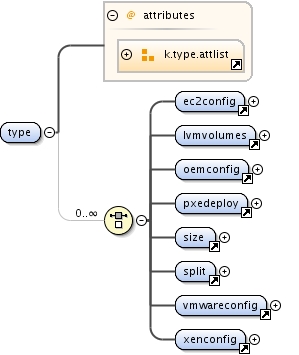 @ attributes
k.type.attlist
type
0..∞
ec2config
lvmvolumes
oemconfig
pxedeploy
size
split
vmwareconfig
xenconfig